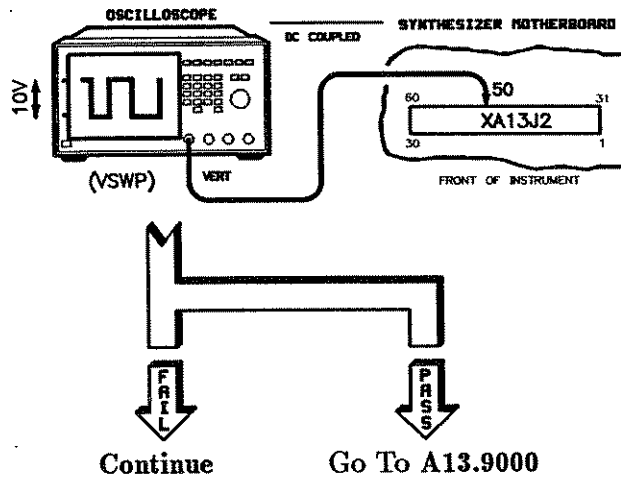 OSCILLOSCOPE
DC COUPLED
SYNTHESIZER MOTHERBOARD
10V
50
60
31
XA13J2
30
1
(VSWP)
VERT
FRONT OF INSTRUMENT
FAIL
PASS
Continue
Go To A13.9000